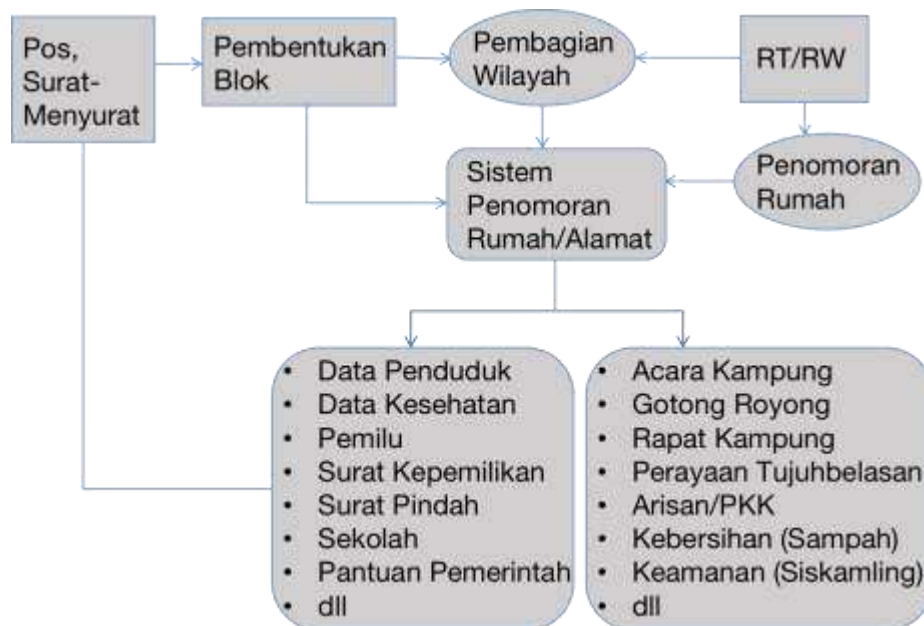 Pos,
Surat-
Menyurat
Pembentukan
Blok
Pembagian
Wilayah
RT/RW
Sistem
Penomoran
Rumah/Alamat
Penomoran
Rumah
• Data Penduduk
• Data Kesehatan
• Pemilu
• Surat Kepemilikan
• Surat Pindah
• Sekolah
• Pantuan Pemerintah
• dll
• Acara Kampung
• Gotong Royong
• Rapat Kampung
• Perayaan Tujuhbelasan
• Arisan/PKK
• Kebersihan (Sampah)
• Keamanan (Siskamling)
• dll